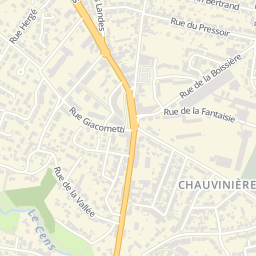 Bertrand
Rue du Pressoir
Landes
Rue Hergé
Rue de la Boissière
Rue de la Fantaisie
Rue Giacometti
CHAUVINIÈRE
Rue de la Vallée
Le Cens